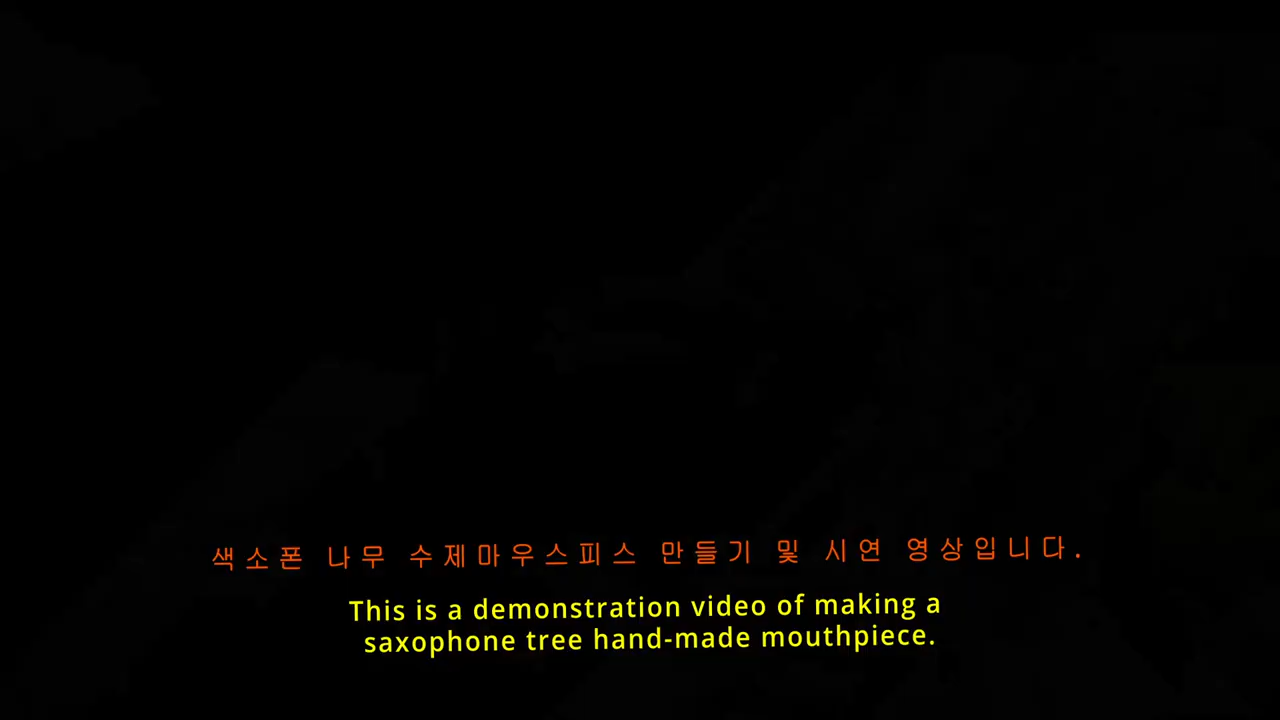 색소폰 나무 수제마우스피스 만들기 및 시연 영상입니다.
This is a demonstration video of making a
saxophone tree hand-made mouthpiece.